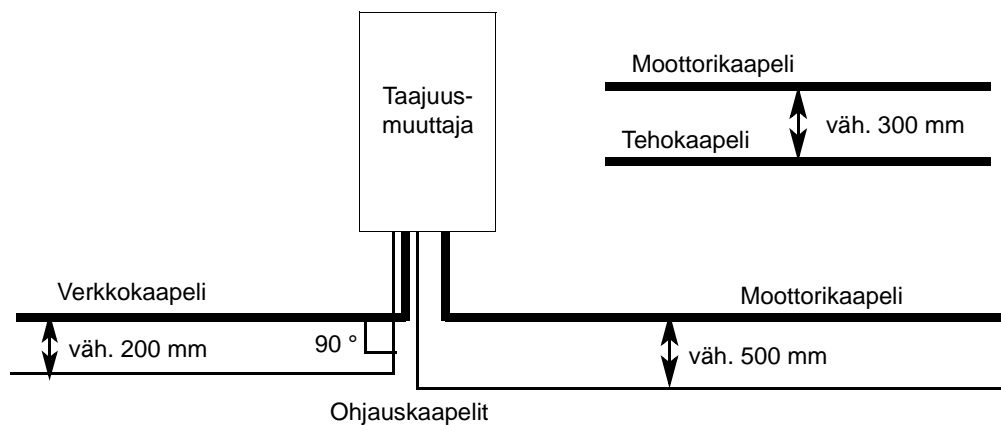 Taajuus-
muuttaja
Moottorikaapeli
väh. 300 mm
Tehokaapeli
Verkkokaapeli
Moottorikaapeli
väh. 200 mm
90 °
väh. 500 mm
Ohjauskaapelit